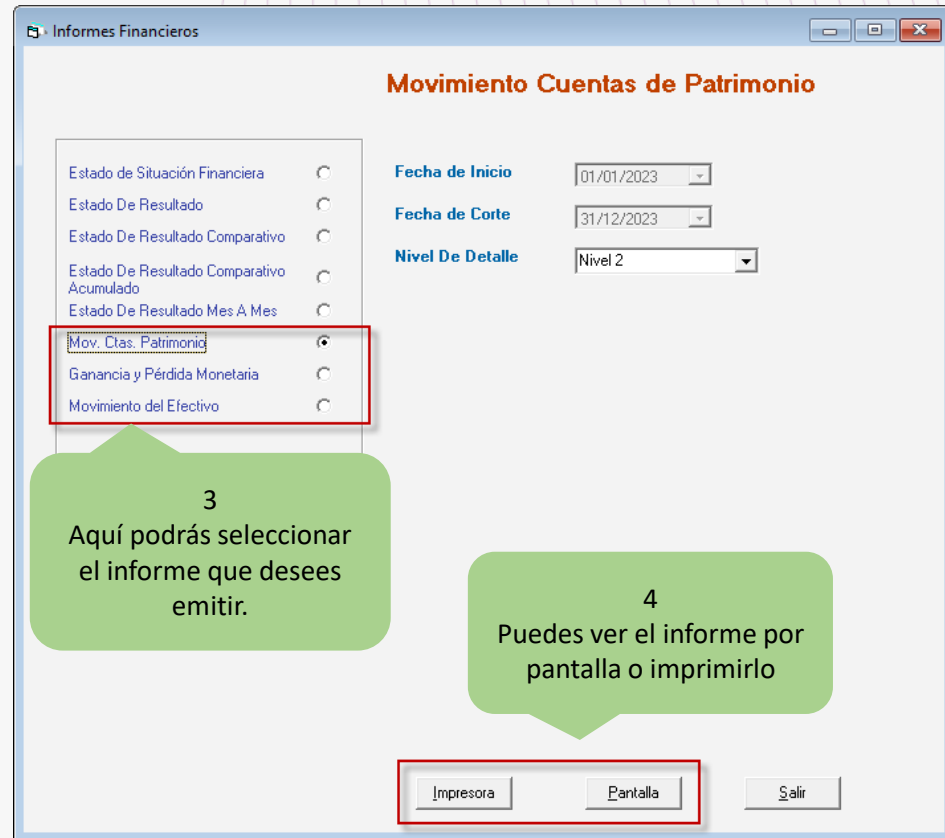 Informes Financieros
Movimiento Cuentas de Patrimonio
Estado de Situación Financiera
Estado De Resultado
Estado De Resultado Comparativo
Estado De Resultado Comparativo
Acumulado
Estado De Resultado Mes A Mes
Mov. Ctas. Patrimonio
Ganancia y Pérdida Monetaria
Movimiento del Efectivo
Fecha de Inicio 01/01/2023
Fecha de Corte 31/12/2023
Nivel De Detalle Nivel 2
3
Aquí podrás seleccionar
el informe que desees
emitir.
4
Puedes ver el informe por
pantalla o imprimirlo
Impresora Pantalla Salir